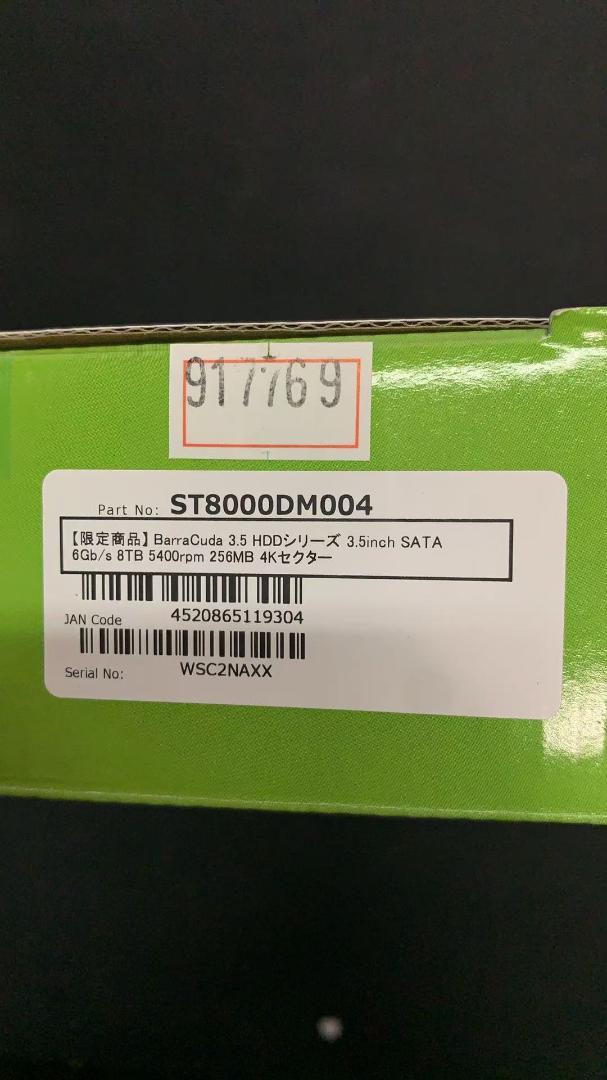 917769
Part No: ST8000DM004
【限定商品】BarraCuda 3.5 HDDシリーズ 3.5inch SATA
6Gb/s 8TB 5400rpm 256MB 4Kセクター
JAN Code 4520865119304
Serial No: WSC2NAXX